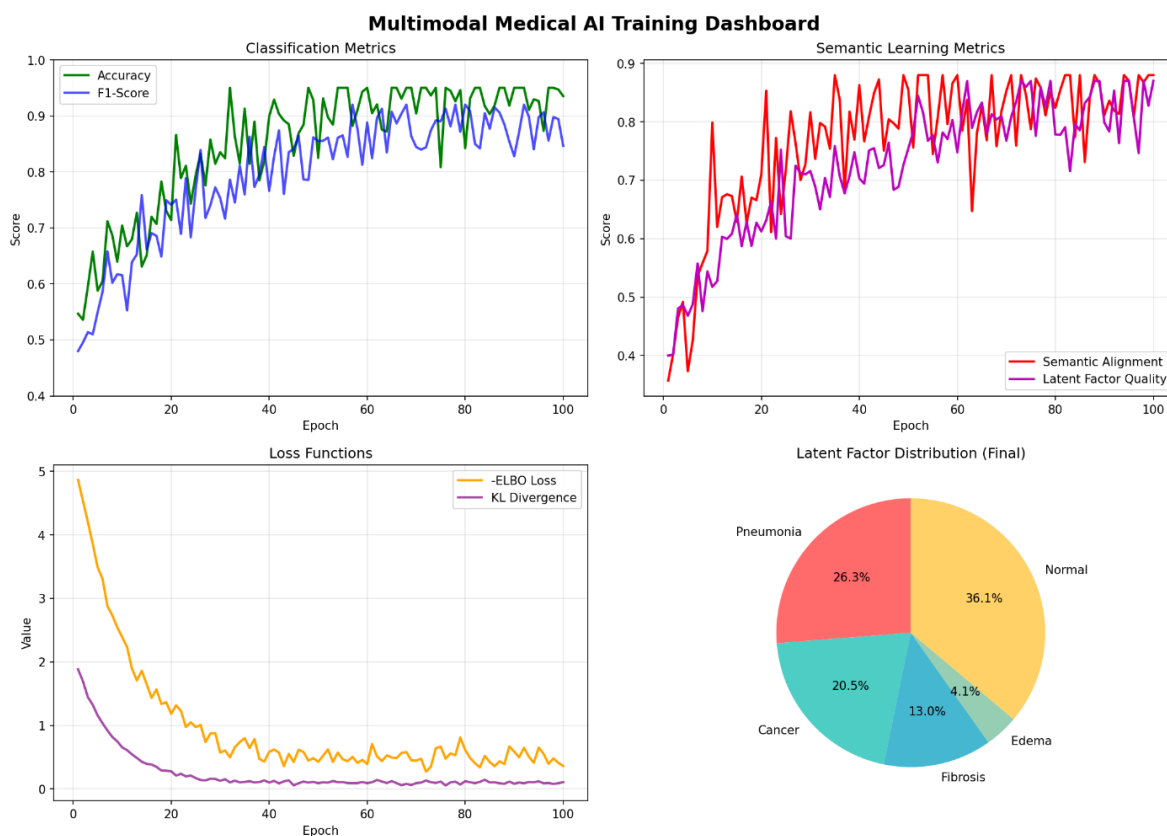 Multimodal Medical AI Training Dashboard
Classification Metrics
Accuracy
F1-Score
Score
1.0
0.9
0.8
0.7
0.6
0.5
0.4
0 20 40 60 80 100
Epoch
Semantic Learning Metrics
Score
0.9
0.8
0.7
0.6
0.5
0.4
Semantic Alignment
Latent Factor Quality
0 20 40 60 80 100
Epoch
Loss Functions
-ELBO Loss
KL Divergence
Value
5
4
3
2
1
0
0 20 40 60 80 100
Epoch
Latent Factor Distribution (Final)
Pneumonia
26.3%
Normal
36.1%
Cancer
20.5%
Fibrosis
13.0%
Edema
4.1%